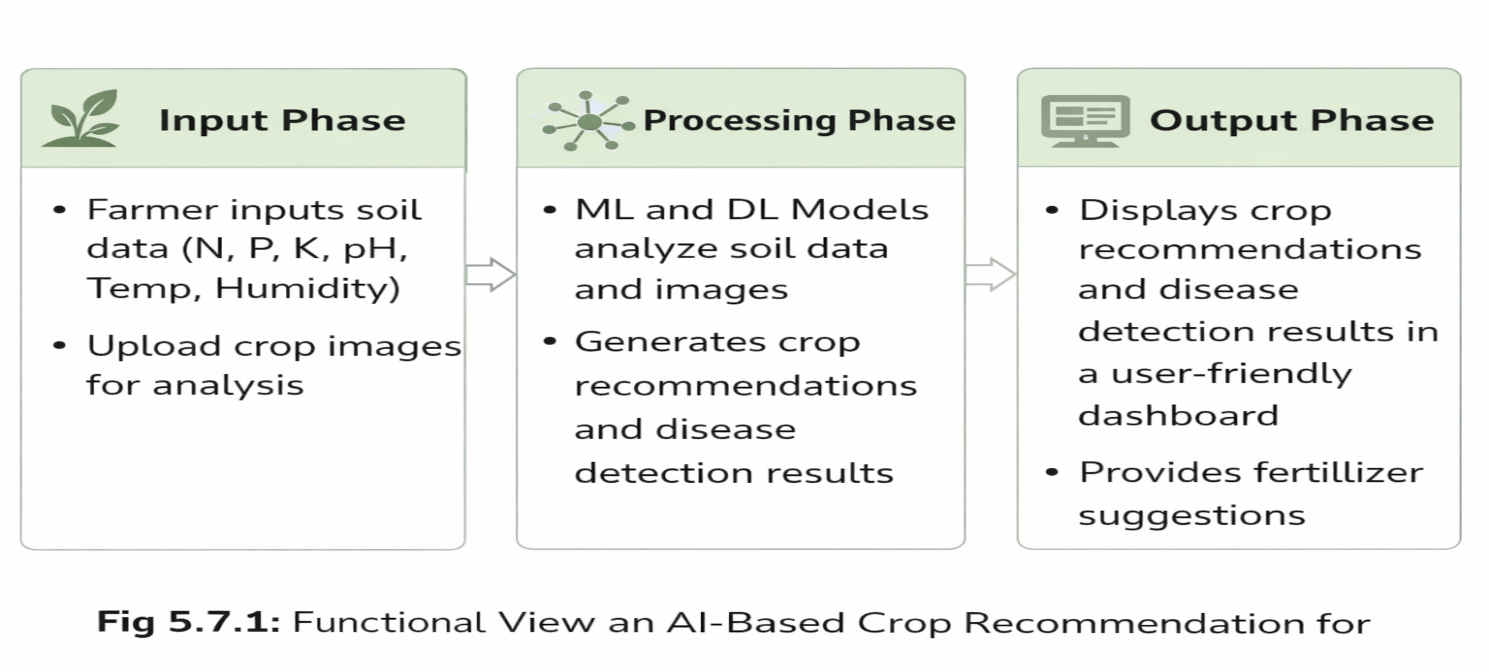 Input Phase
• Farmer inputs soil
data (N, P, K, pH,
Temp, Humidity)
• Upload crop images
for analysis
Processing Phase
• ML and DL Models
analyze soil data
and images
• Generates crop
recommendations
and disease
detection results
Output Phase
• Displays crop
recommendations
and disease
detection results in
a user-friendly
dashboard
• Provides fertillizer
suggestions
Fig 5.7.1: Functional View an AI-Based Crop Recommendation for